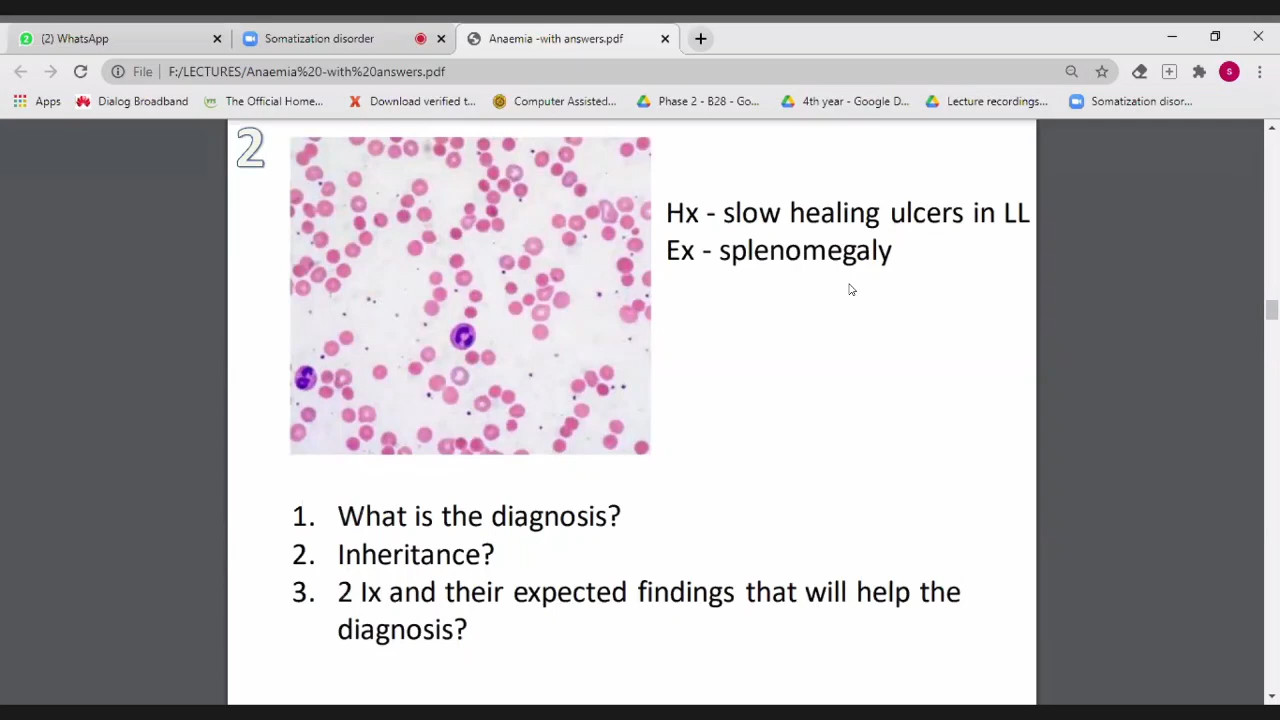 (2) WhatsApp
Somatization disorder
Anaemia -with answers.pdf
File | F:/LECTURES/Anaemia%20-with%20answers.pdf
Apps
Dialog Broadband
The Official Home...
Download verified t...
Computer Assisted...
Phase 2 - B28 - Go...
4th year - Google D...
Lecture recordings...
Somatization disor...
2
Hx - slow healing ulcers in LL
Ex - splenomegaly
1. What is the diagnosis?
2. Inheritance?
3. 2 Ix and their expected findings that will help the
diagnosis?